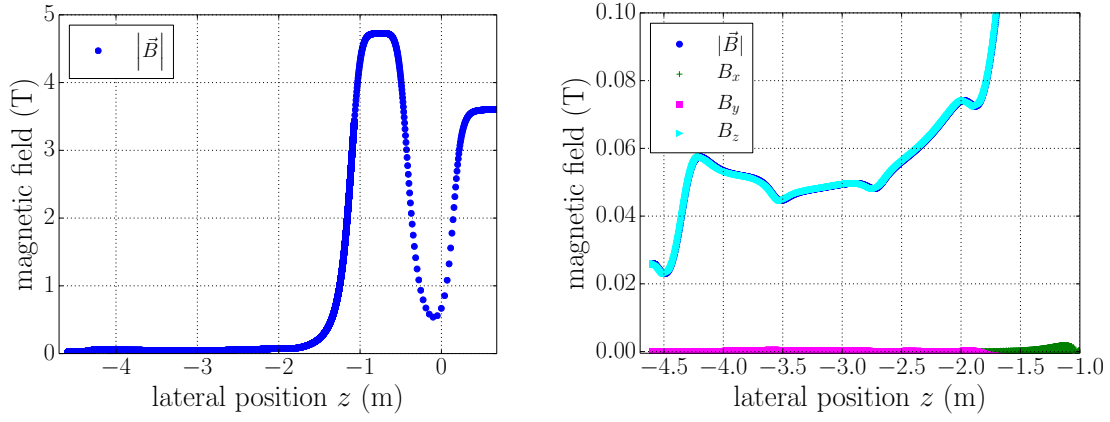 |B⃗|
magnetic field (T)
5
4
3
2
1
0
−4
−3
−2
−1
0
lateral position z (m)
|B⃗|
Bx
By
Bz
magnetic field (T)
0.10
0.08
0.06
0.04
0.02
0.00
−4.5
−4.0
−3.5
−3.0
−2.5
−2.0
−1.5
−1.0
lateral position z (m)